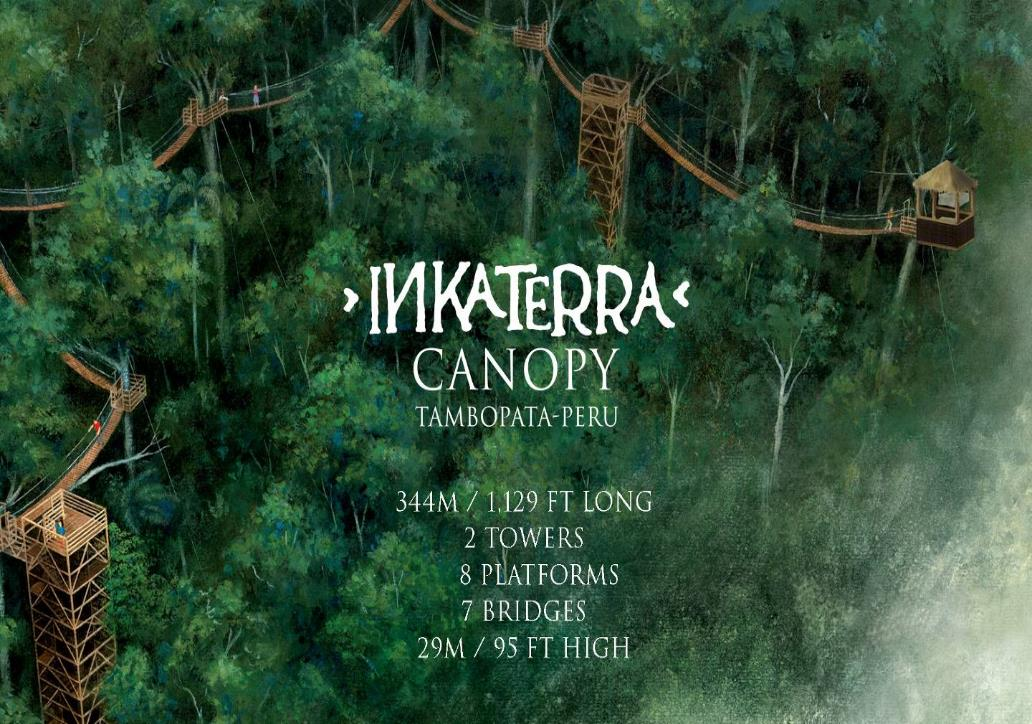 INKATERRA
CANOPY
TAMBOPATA-PERU
344M / 1,129 FT LONG
2 TOWERS
8 PLATFORMS
7 BRIDGES
29M / 95 FT HIGH